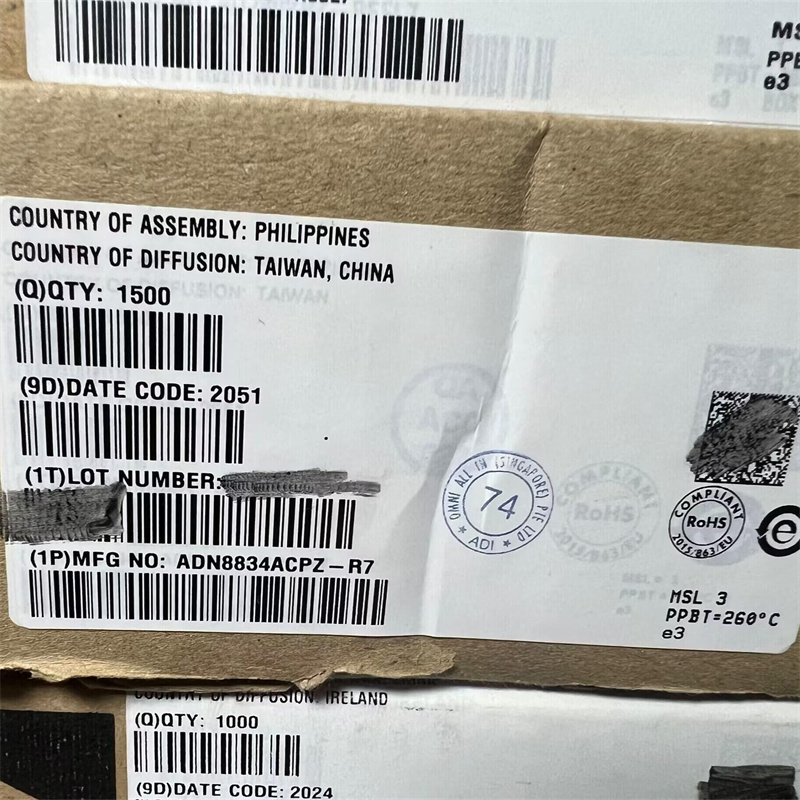 MS
PPB
e3
COUNTRY OF ASSEMBLY: PHILIPPINES
COUNTRY OF DIFFUSION: TAIWAN, CHINA
(Q)QTY: 1500
(9D)DATE CODE: 2051
(1T)LOT NUMBER:
(1P)MFG NO: ADN8834ACPZ-R7
OMNI ALL IN (SINGAPORE) PTE LTD
74
★ ADI ★
COMPLIANT
RoHS
2015/863/EU
e
MSL 3
PPBT=260°C
e3
COUNTRY OF DIFFUSION: IRELAND
(Q)QTY: 1000
(9D)DATE CODE: 2024